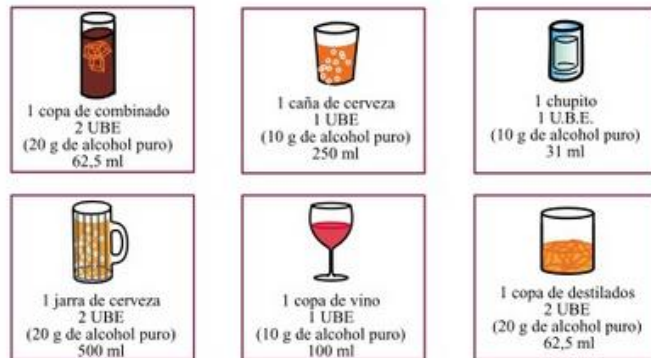 1 copa de combinado
2 UBE
(20 g de alcohol puro)
62,5 ml
1 caña de cerveza
1 UBE
(10 g de alcohol puro)
250 ml
1 chupito
1 U.B.E.
(10 g de alcohol puro)
31 ml
1 jarra de cerveza
2 UBE
(20 g de alcohol puro)
500 ml
1 copa de vino
1 UBE
(10 g de alcohol puro)
100 ml
1 copa de destilados
2 UBE
(20 g de alcohol puro)
62,5 ml